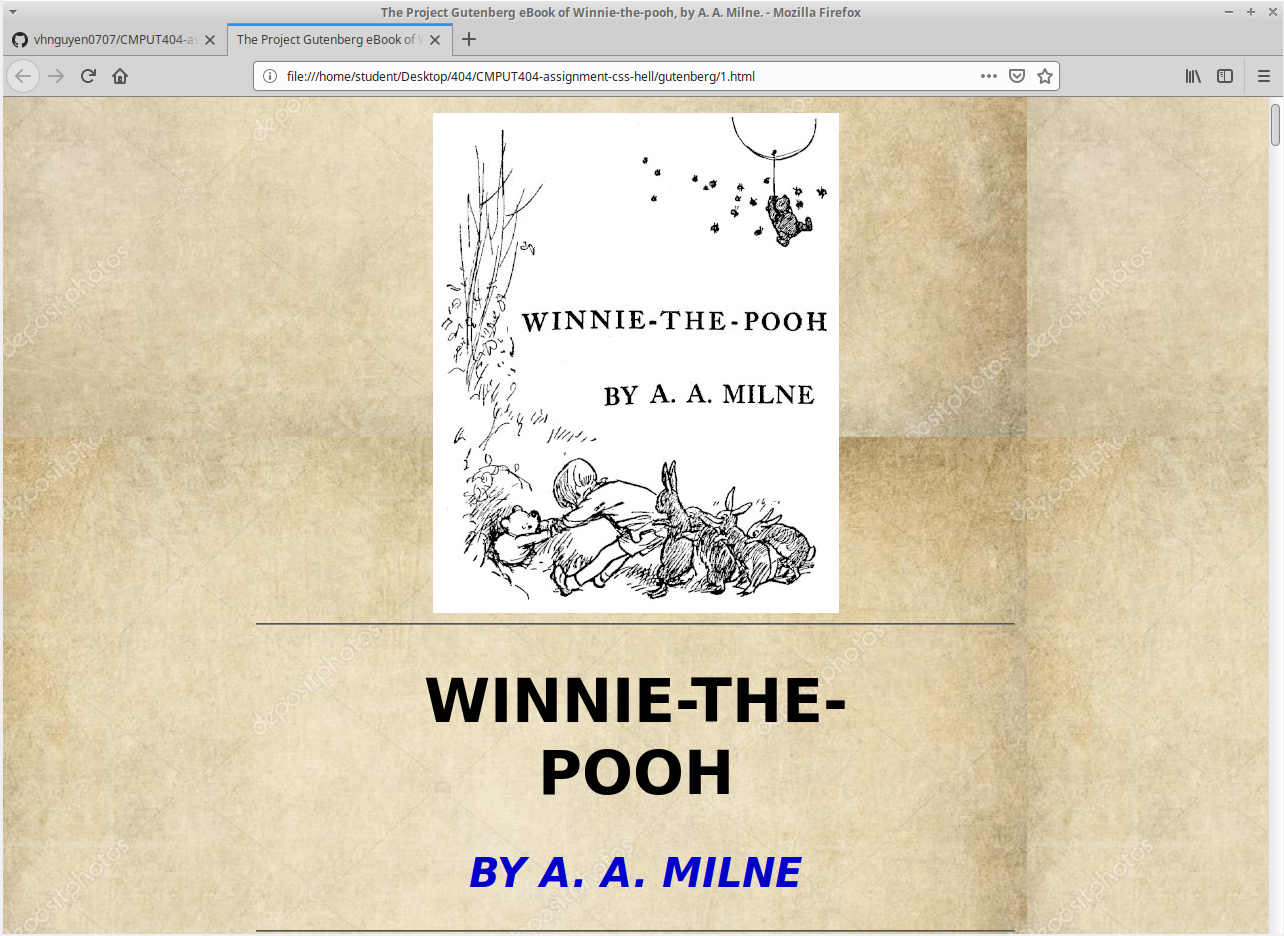 The Project Gutenberg eBook of Winnie-the-pooh, by A. A. Milne. - Mozilla Firefox
vhnguyen0707/CMPUT404-as
The Project Gutenberg eBook of W
file:///home/student/Desktop/404/CMPUT404-assignment-css-hell/gutenberg/1.html
depositphotos
WINNIE-THE-POOH
BY A. A. MILNE
WINNIE-THE-
POOH
BY A. A. MILNE